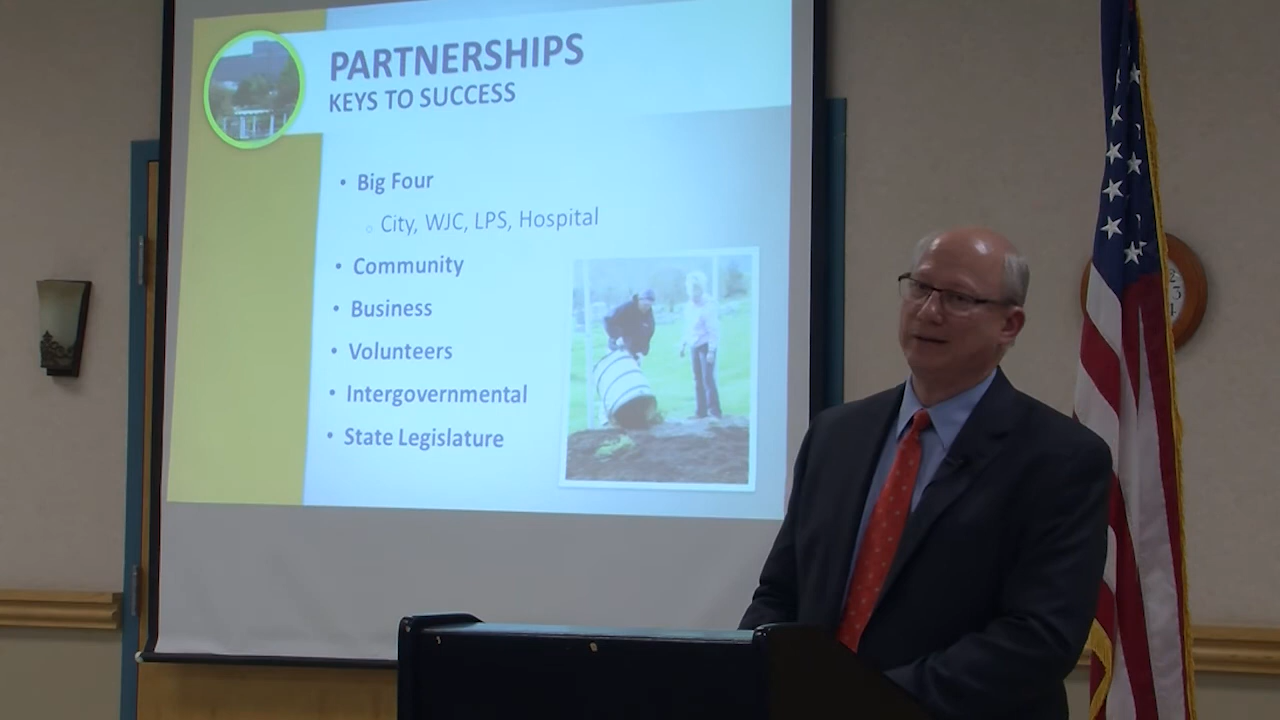 PARTNERSHIPS
KEYS TO SUCCESS
• Big Four
○ City, WJC, LPS, Hospital
• Community
• Business
• Volunteers
• Intergovernmental
• State Legislature